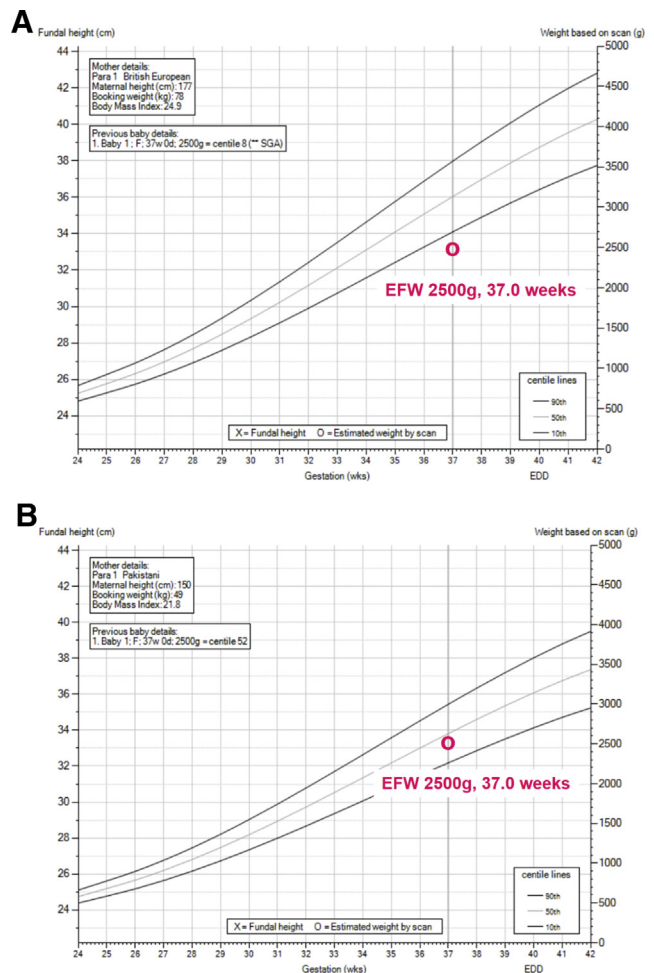 A
Fundal height (cm)
Weight based on scan (g)
44
42
40
38
36
34
32
30
28
26
24
5000
4500
4000
3500
3000
2500
2000
1500
1000
500
0
Mother details:
Para 1 British European
Maternal height (cm): 177
Booking weight (kg): 78
Body Mass Index: 24.9
Previous baby details:
1. Baby 1; F; 37w 0d; 2500g = centile 8 (** SGA)
O
EFW 2500g, 37.0 weeks
centile lines
90th
50th
10th
X = Fundal height O = Estimated weight by scan
24 25 26 27 28 29 30 31 32 33 34 35 36 37 38 39 40 41 42
Gestation (wks)
EDD
B
Fundal height (cm)
Weight based on scan (g)
44
42
40
38
36
34
32
30
28
26
24
5000
4500
4000
3500
3000
2500
2000
1500
1000
500
0
Mother details:
Para 1 Pakistani
Maternal height (cm): 150
Booking weight (kg): 49
Body Mass Index: 21.8
Previous baby details:
1. Baby 1; F; 37w 0d; 2500g = centile 52
O
EFW 2500g, 37.0 weeks
centile lines
90th
50th
10th
X = Fundal height O = Estimated weight by scan
24 25 26 27 28 29 30 31 32 33 34 35 36 37 38 39 40 41 42
Gestation (wks)
EDD